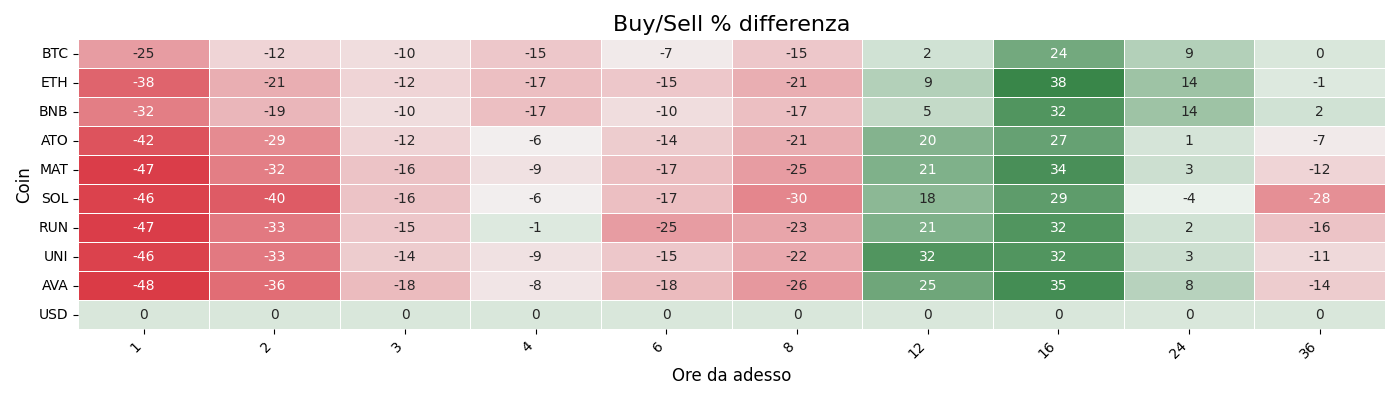 Buy/Sell % differenza
Coin
BTC -25 -12 -10 -15 -7 -15 2 24 9 0
ETH -38 -21 -12 -17 -15 -21 9 38 14 -1
BNB -32 -19 -10 -17 -10 -17 5 32 14 2
ATO -42 -29 -12 -6 -14 -21 20 27 1 -7
MAT -47 -32 -16 -9 -17 -25 21 34 3 -12
SOL -46 -40 -16 -6 -17 -30 18 29 -4 -28
RUN -47 -33 -15 -1 -25 -23 21 32 2 -16
UNI -46 -33 -14 -9 -15 -22 32 32 3 -11
AVA -48 -36 -18 -8 -18 -26 25 35 8 -14
USD 0 0 0 0 0 0 0 0 0 0
1 2 3 4 6 8 12 16 24 36
Ore da adesso